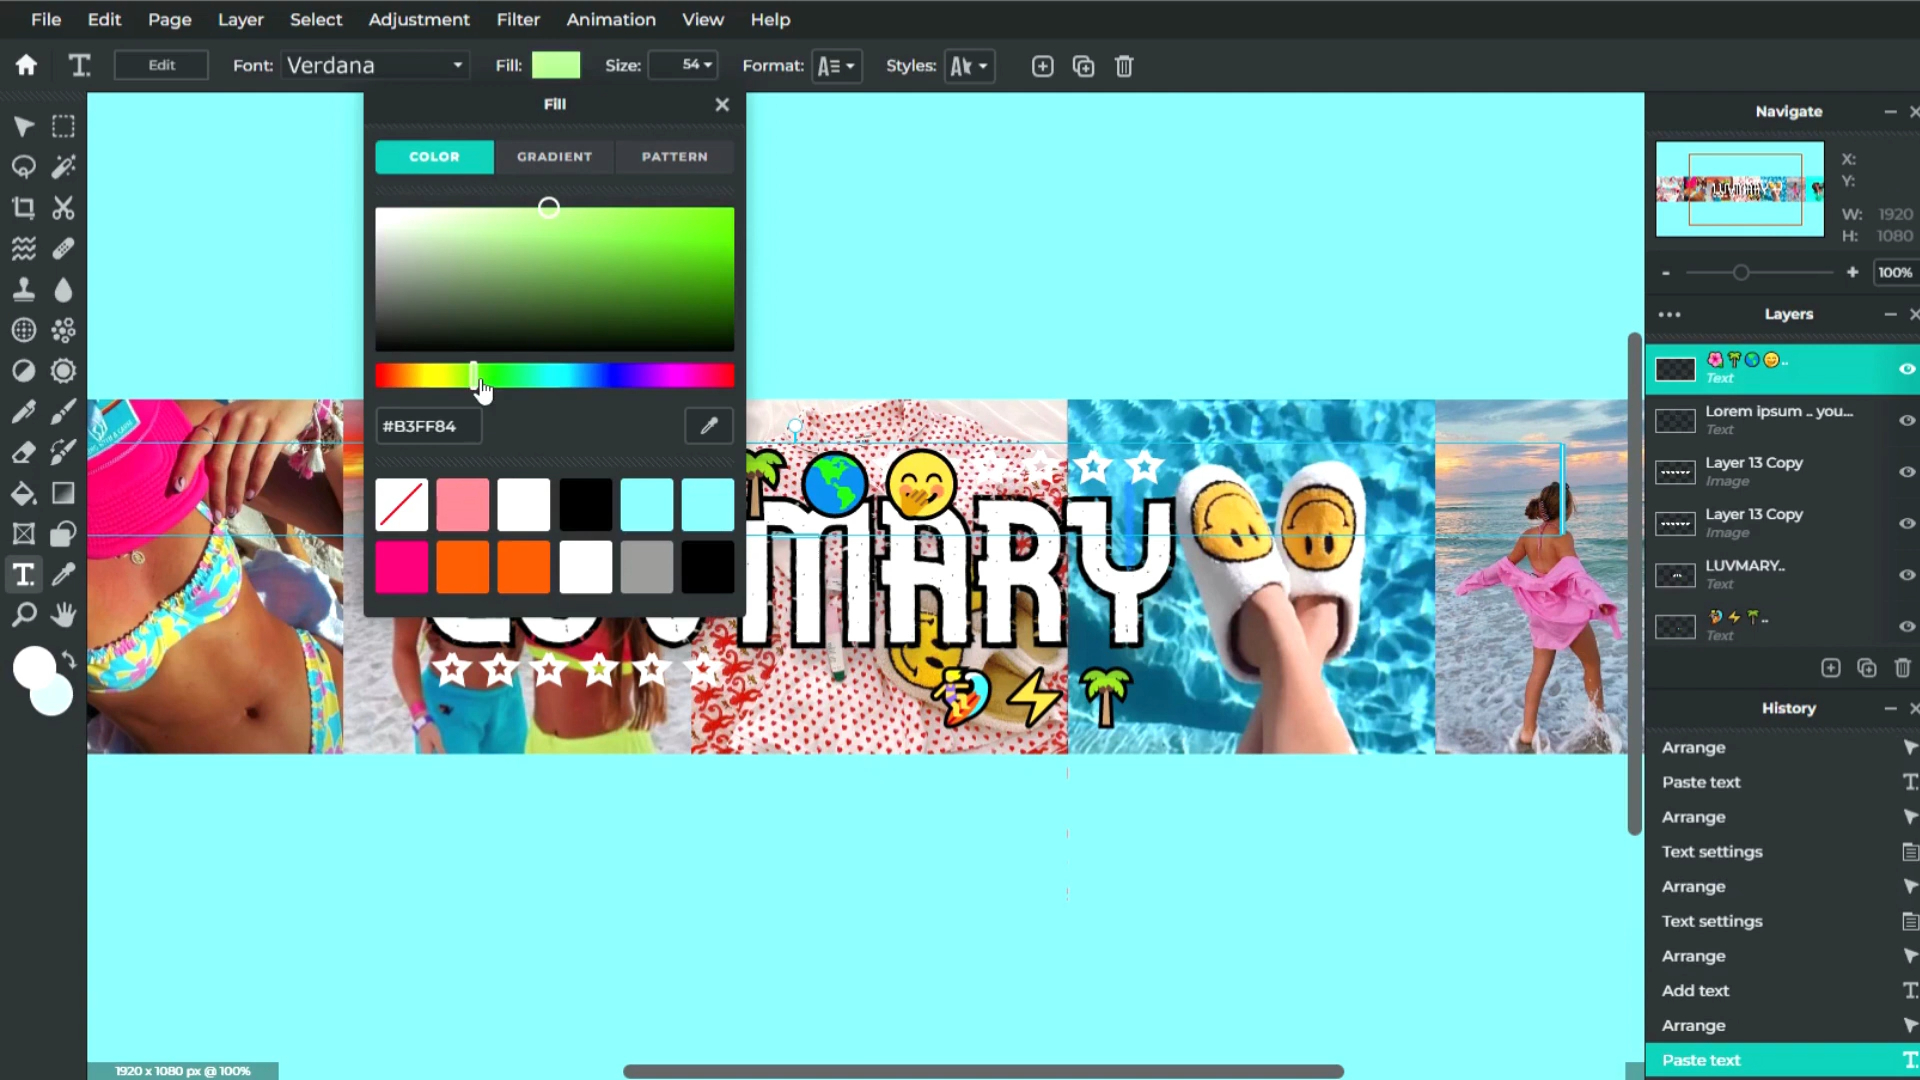 File Edit Page Layer Select Adjustment Filter Animation View Help
T. Edit Font: Verdana Fill: Size: 54 Format: A Styles: A
Fill
COLOR GRADIENT PATTERN
#B3FF84
MARY
1920 x 1080 px @ 100%
Navigate
LUVMARY
X:
Y:
W: 1920
H: 1080
- + 100%
Layers
🌺🌴🌎🤭..
Text
Lorem ipsum .. you...
Text
Layer 13 Copy
Image
Layer 13 Copy
Image
LUVMARY..
Text
🏄⚡🌴..
Text
History
Arrange
Paste text
Arrange
Text settings
Arrange
Text settings
Arrange
Add text
Arrange
Paste text